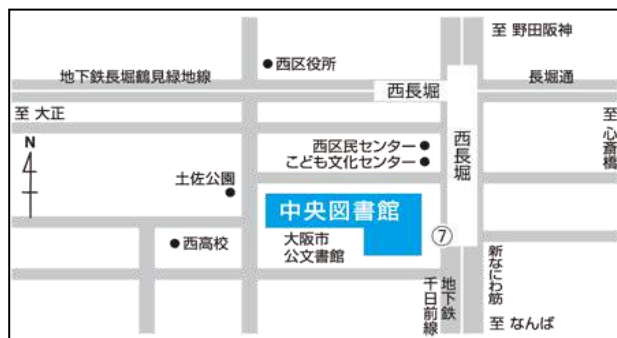 至 野田阪神
西区役所
地下鉄長堀鶴見緑地線
西長堀
長堀通
至 大正
至 心斎橋
N
西区民センター
こども文化センター
西長堀
土佐公園
中央図書館
西高校
大阪市
公文書館
⑦
新なにわ筋
地下鉄
千日前線
至 なんば